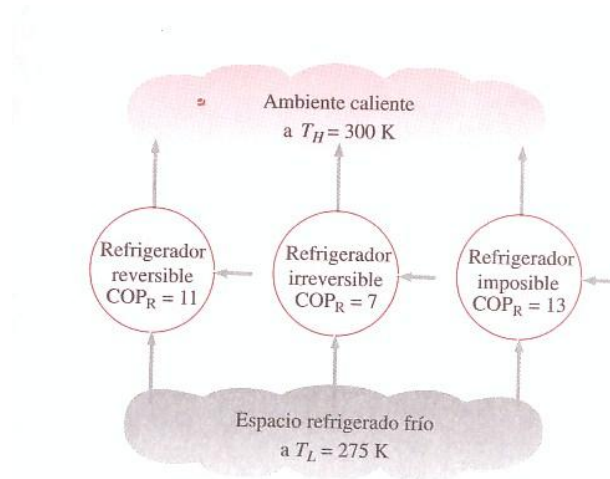 Ambiente caliente
a T_H = 300 K
Refrigerador
reversible
COP_R = 11
Refrigerador
irreversible
COP_R = 7
Refrigerador
imposible
COP_R = 13
Espacio refrigerado frío
a T_L = 275 K